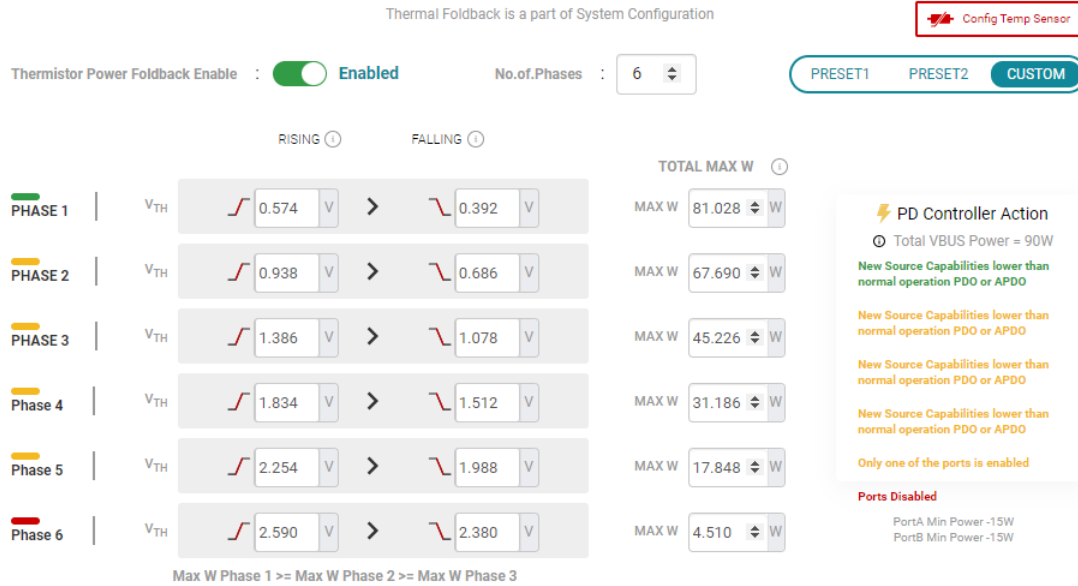 Thermal Foldback is a part of System Configuration
Config Temp Sensor
Thermistor Power Foldback Enable : Enabled No.of.Phases : 6 PRESET1 PRESET2 CUSTOM
RISING FALLING
TOTAL MAX W
PHASE 1 VTH 0.574 V > 0.392 V MAX W 81.028 W
PD Controller Action
Total VBUS Power = 90W
PHASE 2 VTH 0.938 V > 0.686 V MAX W 67.690 W
New Source Capabilities lower than
normal operation PDO or APDO
PHASE 3 VTH 1.386 V > 1.078 V MAX W 45.226 W
New Source Capabilities lower than
normal operation PDO or APDO
New Source Capabilities lower than
normal operation PDO or APDO
Phase 4 VTH 1.834 V > 1.512 V MAX W 31.186 W
New Source Capabilities lower than
normal operation PDO or APDO
Phase 5 VTH 2.254 V > 1.988 V MAX W 17.848 W
Only one of the ports is enabled
Ports Disabled
Phase 6 VTH 2.590 V > 2.380 V MAX W 4.510 W
PortA Min Power -15W
PortB Min Power -15W
Max W Phase 1 >= Max W Phase 2 >= Max W Phase 3